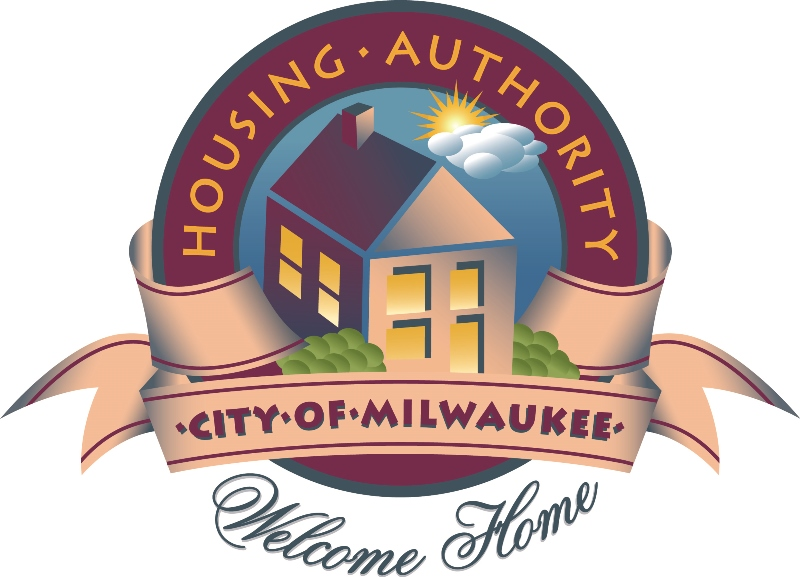 HOUSING · AUTHORITY
·CITY·OF·MILWAUKEE·
Welcome Home